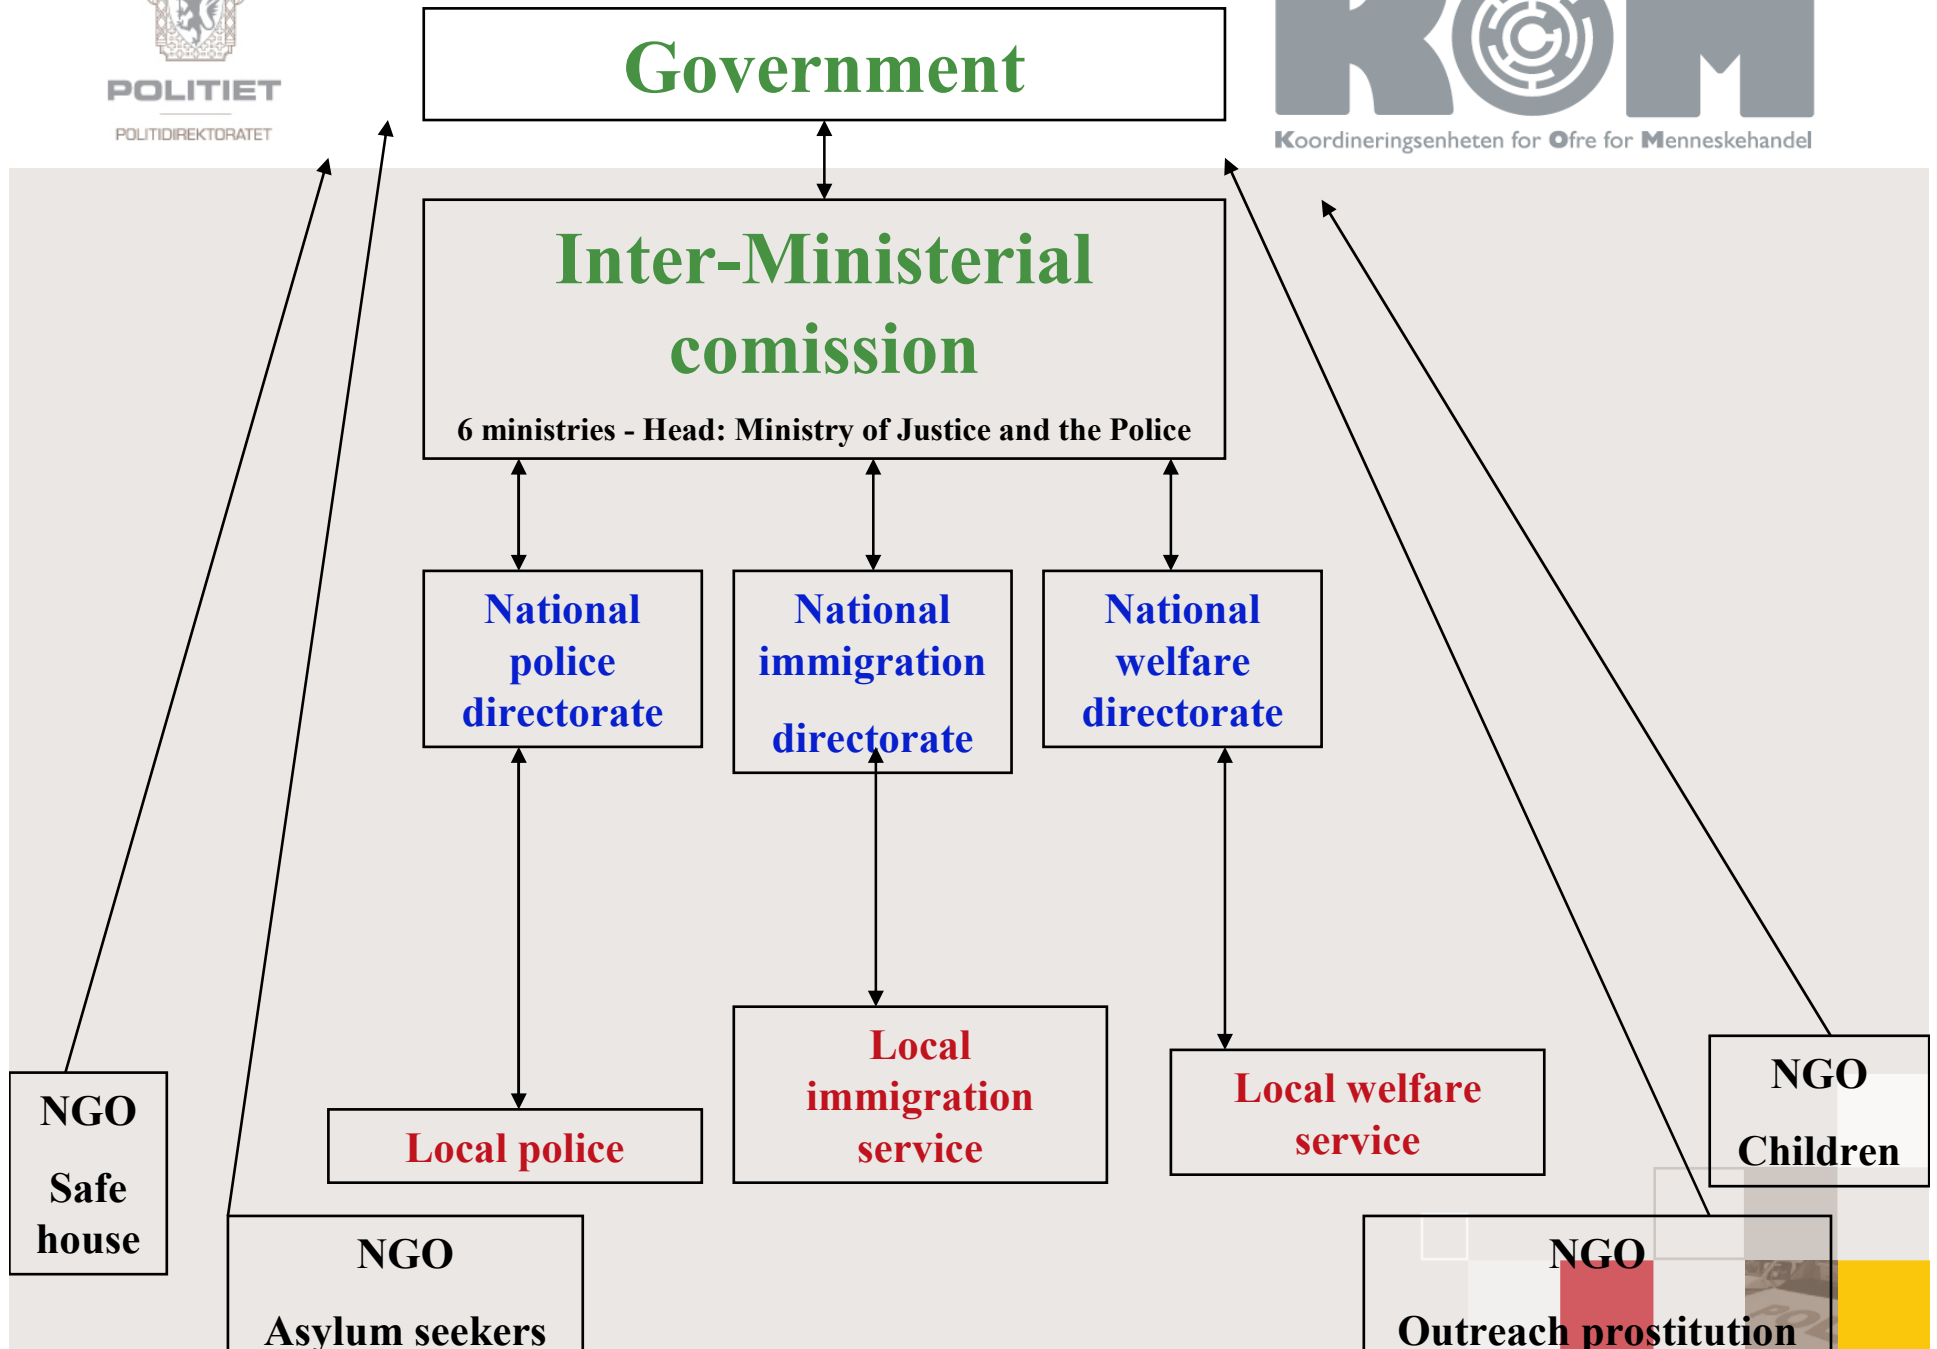 POLITIET
POLITIDIREKTORATET
KOM
Koordineringsenheten for Ofre for Menneskehandel
Government
Inter-Ministerial
comission
6 ministries - Head: Ministry of Justice and the Police
National
police
directorate
National
immigration
directorate
National
welfare
directorate
Local police
Local
immigration
service
Local welfare
service
NGO
Safe
house
NGO
Asylum seekers
NGO
Outreach prostitution
NGO
Children